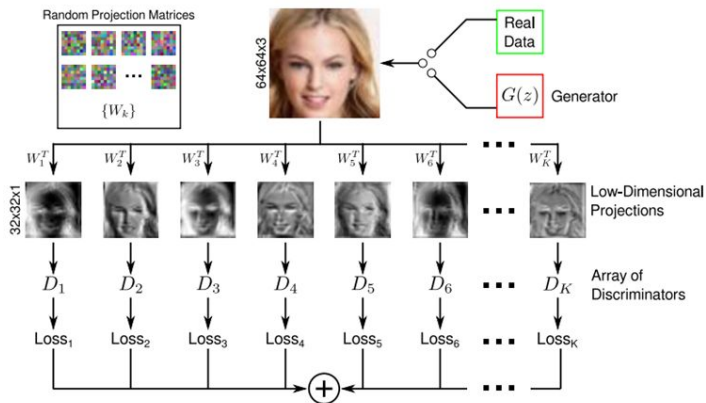 Random Projection Matrices
{W_k}
64x64x3
Real
Data
G(z)
Generator
W_1^T
W_2^T
W_3^T
W_4^T
W_5^T
W_6^T
W_K^T
32x32x1
Low-Dimensional
Projections
D_1
D_2
D_3
D_4
D_5
D_6
D_K
Array of
Discriminators
Loss_1
Loss_2
Loss_3
Loss_4
Loss_5
Loss_6
Loss_K